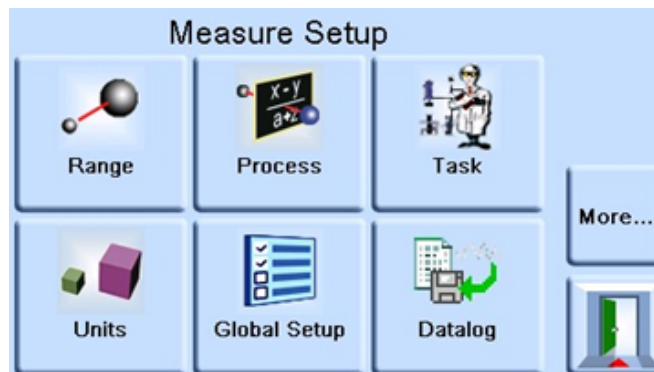 Measure Setup
Range
Process
Task
More...
Units
Global Setup
Datalog
x-y
a+z